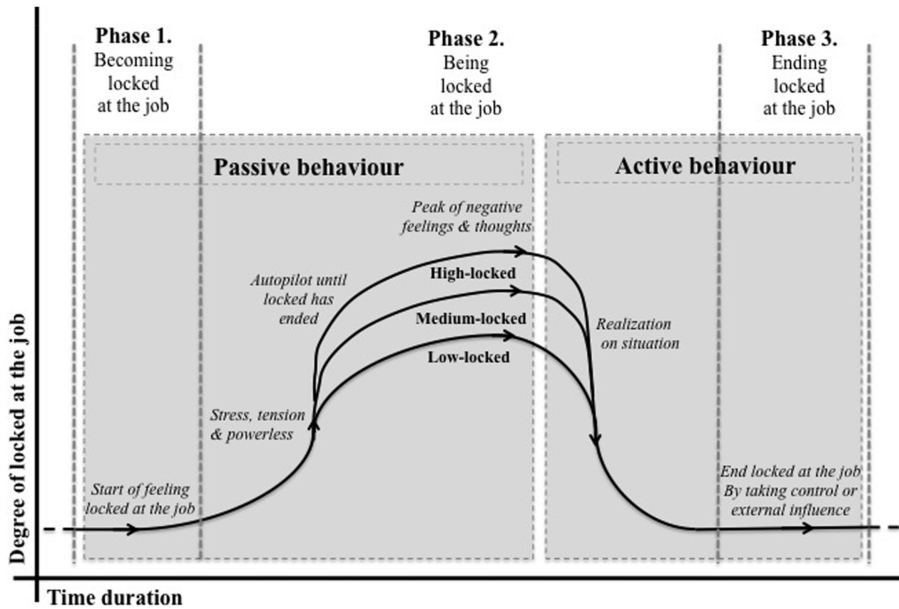 Phase 1.
Becoming
locked
at the job
Phase 2.
Being
locked
at the job
Phase 3.
Ending
locked
at the job
Passive behaviour
Active behaviour
Peak of negative
feelings & thoughts
High-locked
Autopilot until
locked has
ended
Medium-locked
Low-locked
Realization
on situation
Stress, tension
& powerless
Start of feeling
locked at the job
End locked at the job
By taking control or
external influence
Degree of locked at the job
Time duration